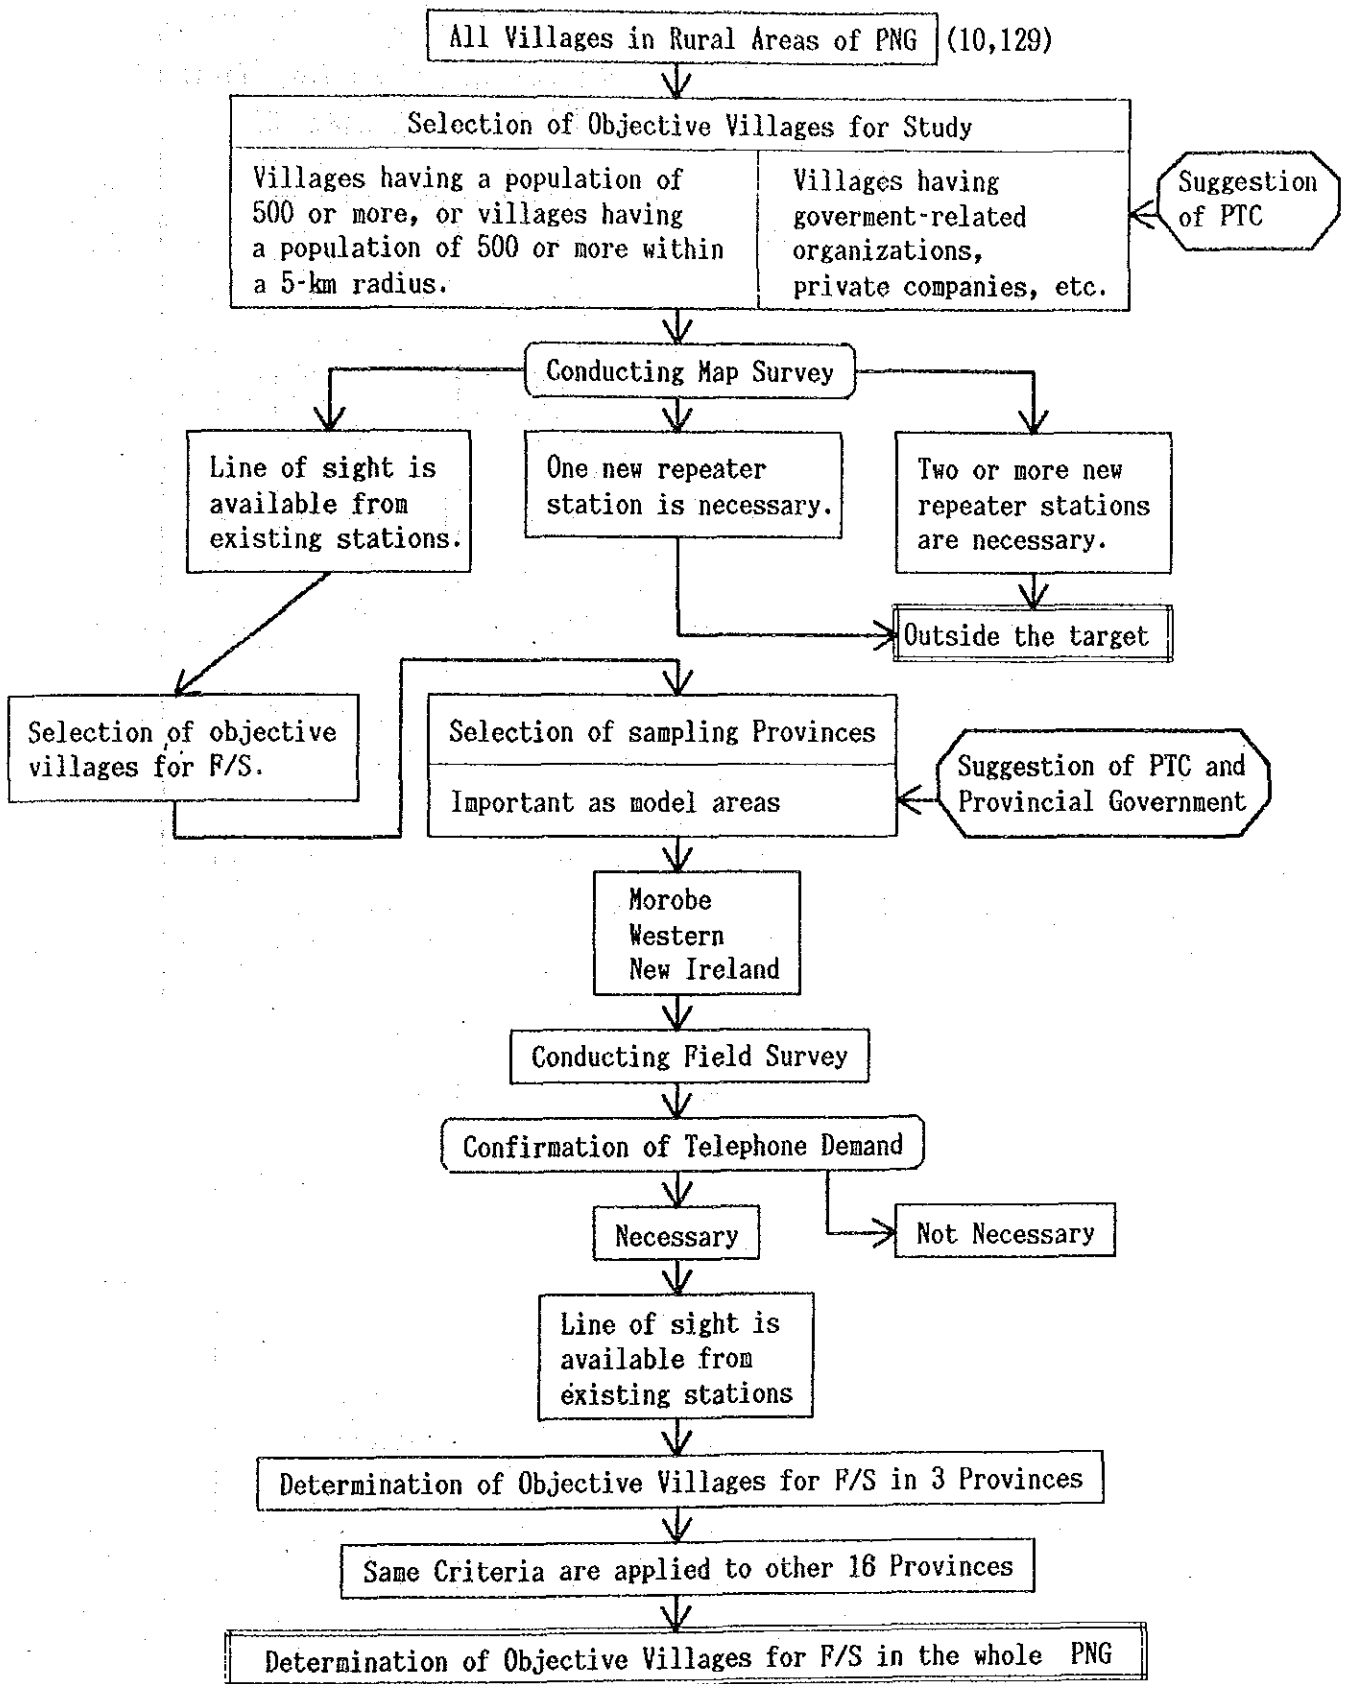 All Villages in Rural Areas of PNG (10,129)
Selection of Objective Villages for Study
Villages having a population of
500 or more, or villages having
a population of 500 or more within
a 5-km radius.
Villages having
goverment-related
organizations,
private companies, etc.
Suggestion
of PTC
Conducting Map Survey
Line of sight is
available from
existing stations.
One new repeater
station is necessary.
Two or more new
repeater stations
are necessary.
Outside the target
Selection of objective
villages for F/S.
Selection of sampling Provinces
Important as model areas
Suggestion of PTC and
Provincial Government
Morobe
Western
New Ireland
Conducting Field Survey
Confirmation of Telephone Demand
Necessary
Not Necessary
Line of sight is
available from
existing stations
Determination of Objective Villages for F/S in 3 Provinces
Same Criteria are applied to other 16 Provinces
Determination of Objective Villages for F/S in the whole PNG